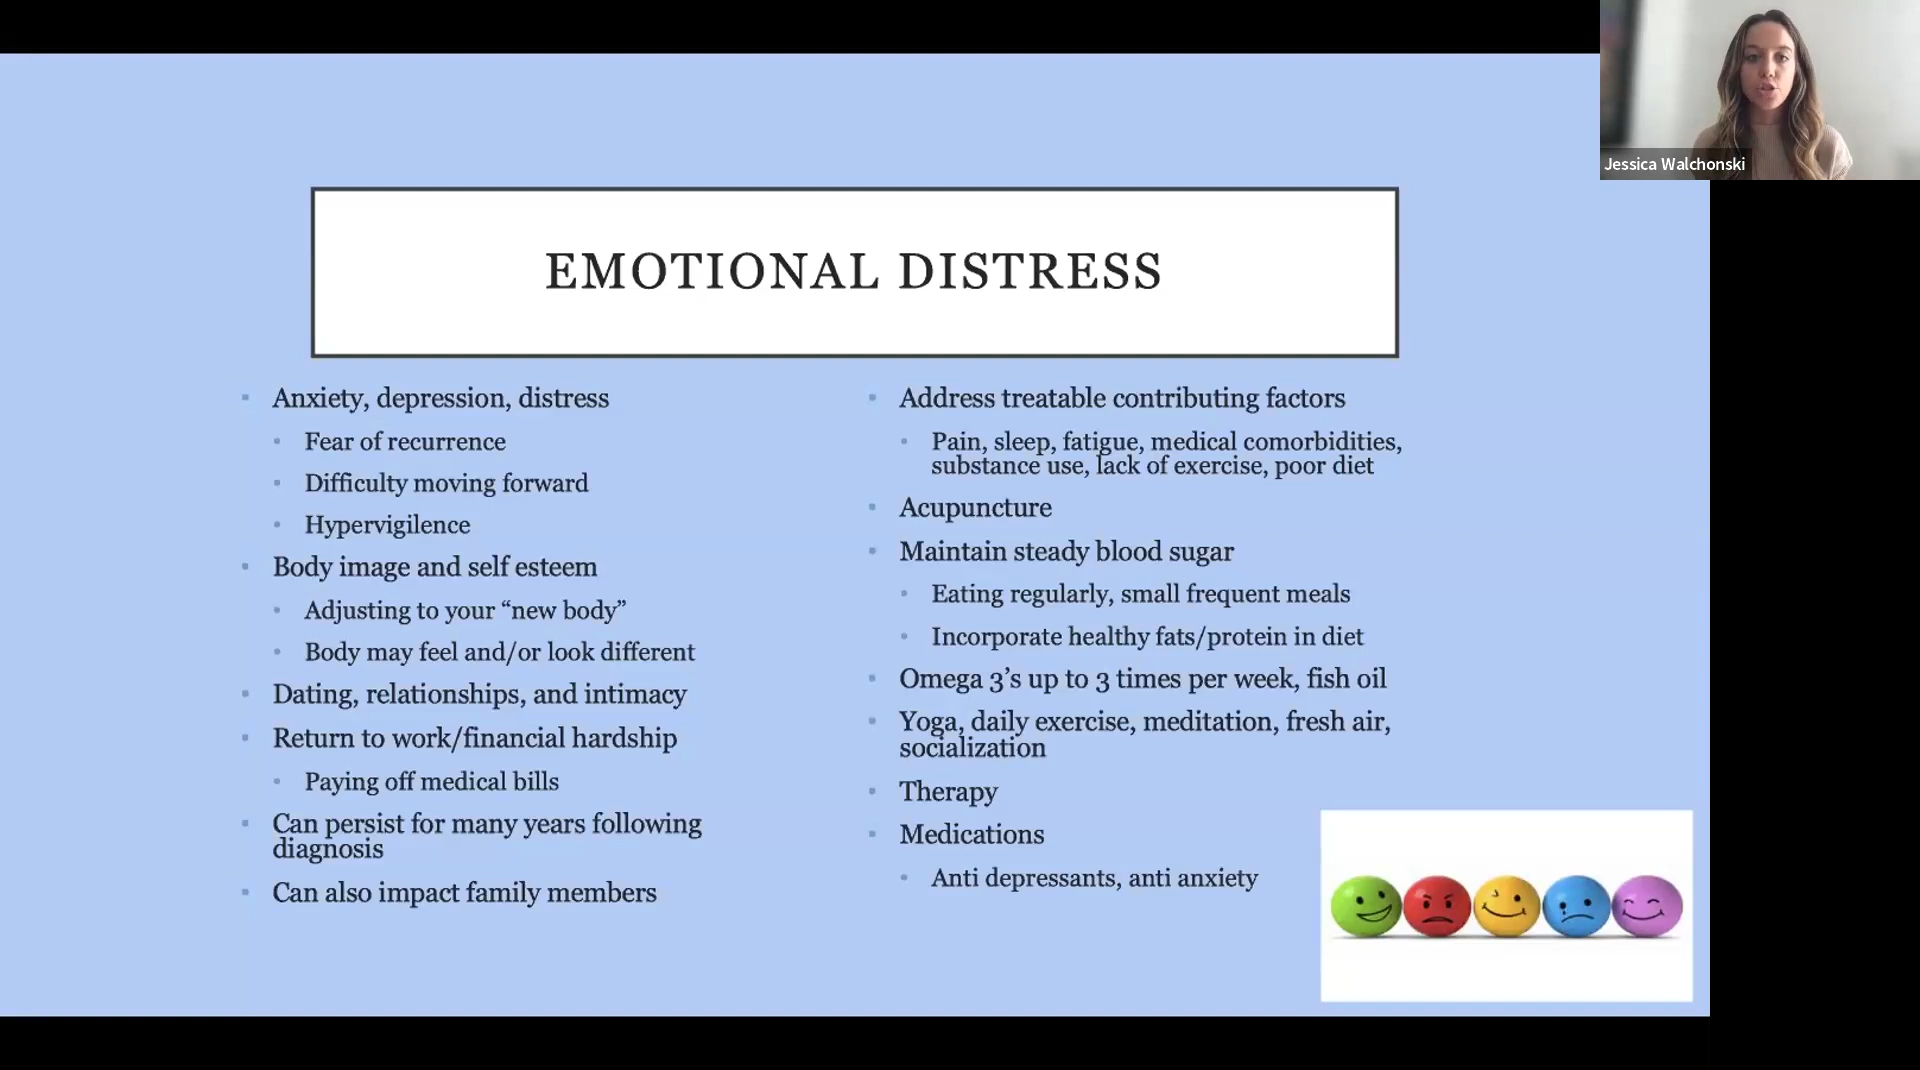 Jessica Walchonski
EMOTIONAL DISTRESS
Anxiety, depression, distress
Fear of recurrence
Difficulty moving forward
Hypervigilence
Body image and self esteem
Adjusting to your “new body”
Body may feel and/or look different
Dating, relationships, and intimacy
Return to work/financial hardship
Paying off medical bills
Can persist for many years following
diagnosis
Can also impact family members
Address treatable contributing factors
Pain, sleep, fatigue, medical comorbidities,
substance use, lack of exercise, poor diet
Acupuncture
Maintain steady blood sugar
Eating regularly, small frequent meals
Incorporate healthy fats/protein in diet
Omega 3’s up to 3 times per week, fish oil
Yoga, daily exercise, meditation, fresh air,
socialization
Therapy
Medications
Anti depressants, anti anxiety